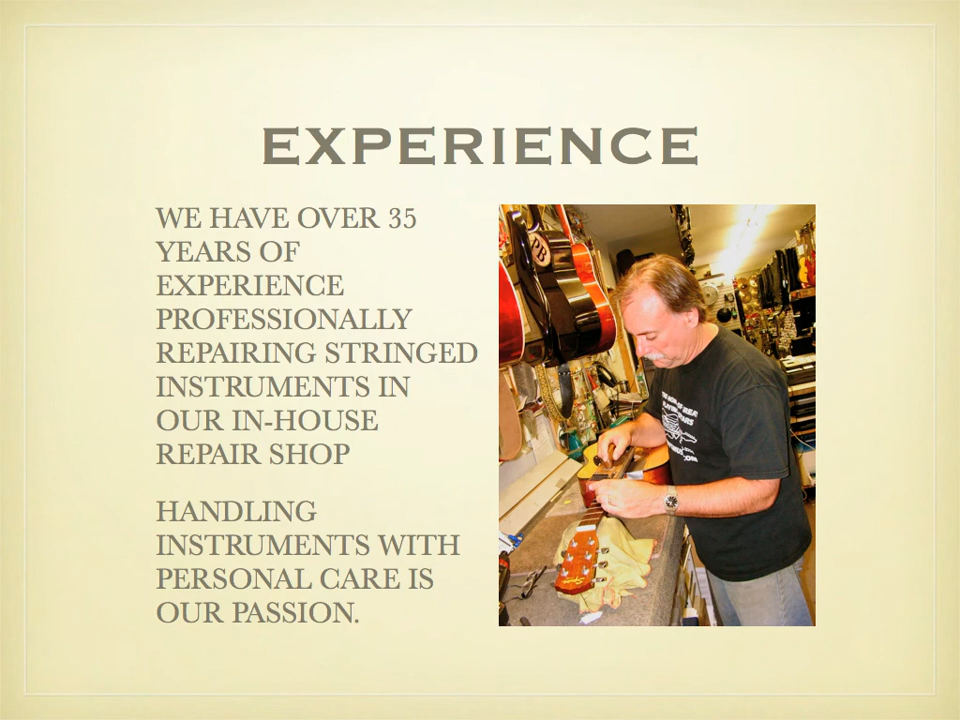 EXPERIENCE
WE HAVE OVER 35
YEARS OF
EXPERIENCE
PROFESSIONALLY
REPAIRING STRINGED
INSTRUMENTS IN
OUR IN-HOUSE
REPAIR SHOP
HANDLING
INSTRUMENTS WITH
PERSONAL CARE IS
OUR PASSION.